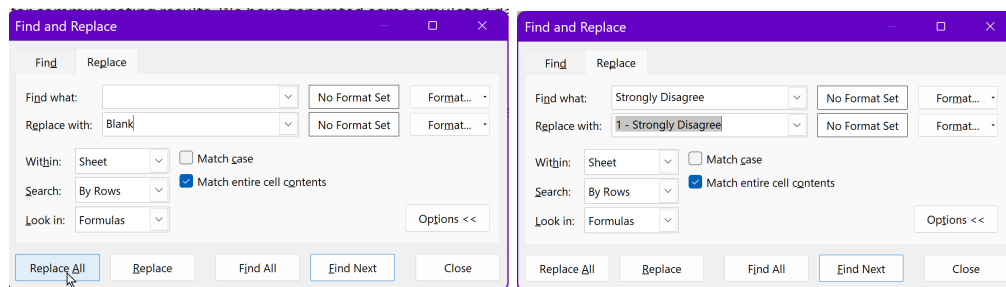 Find and Replace
Find
Replace
Find what:
No Format Set
Format...
Replace with:
Blank
No Format Set
Format...
Within:
Sheet
Match case
Search:
By Rows
Match entire cell contents
Look in:
Formulas
Options <<
Replace All
Replace
Find All
Find Next
Close
Find and Replace
Find
Replace
Find what:
Strongly Disagree
No Format Set
Format...
Replace with:
1 - Strongly Disagree
No Format Set
Format...
Within:
Sheet
Match case
Search:
By Rows
Match entire cell contents
Look in:
Formulas
Options <<
Replace All
Replace
Find All
Find Next
Close